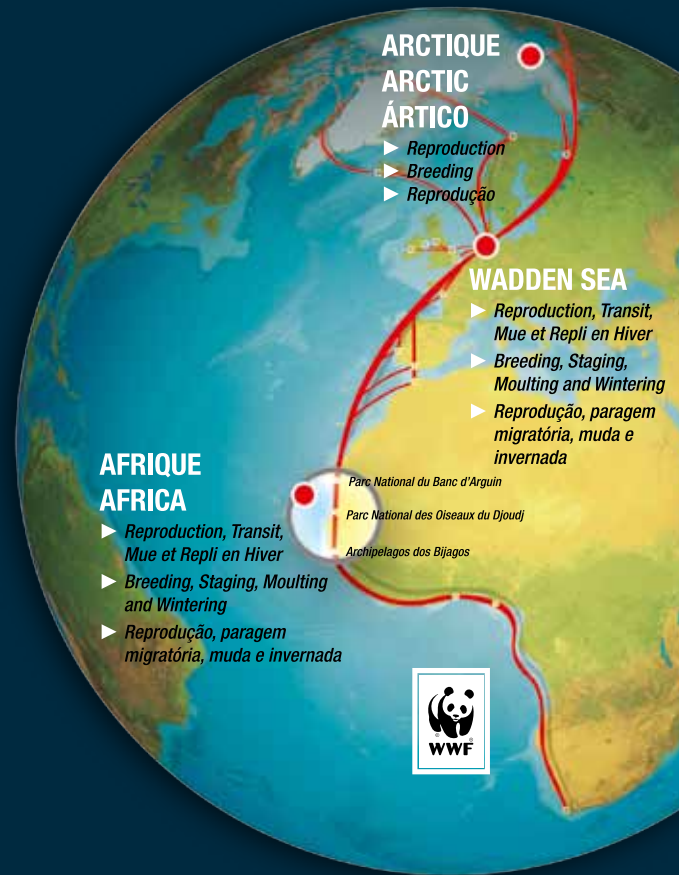 ARCTIQUE
ARCTIC
ÁRTICO
► Reproduction
► Breeding
► Reprodução
WADDEN SEA
► Reproduction, Transit,
Mue et Repli en Hiver
► Breeding, Staging,
Moulting and Wintering
► Reprodução, paragem
migratória, muda e
invernada
AFRIQUE
AFRICA
► Reproduction, Transit,
Mue et Repli en Hiver
► Breeding, Staging, Moulting
and Wintering
► Reprodução, paragem
migratória, muda e invernada
Parc National du Banc d'Arguin
Parc National des Oiseaux du Djoudj
Archipelagos dos Bijagos
WWF